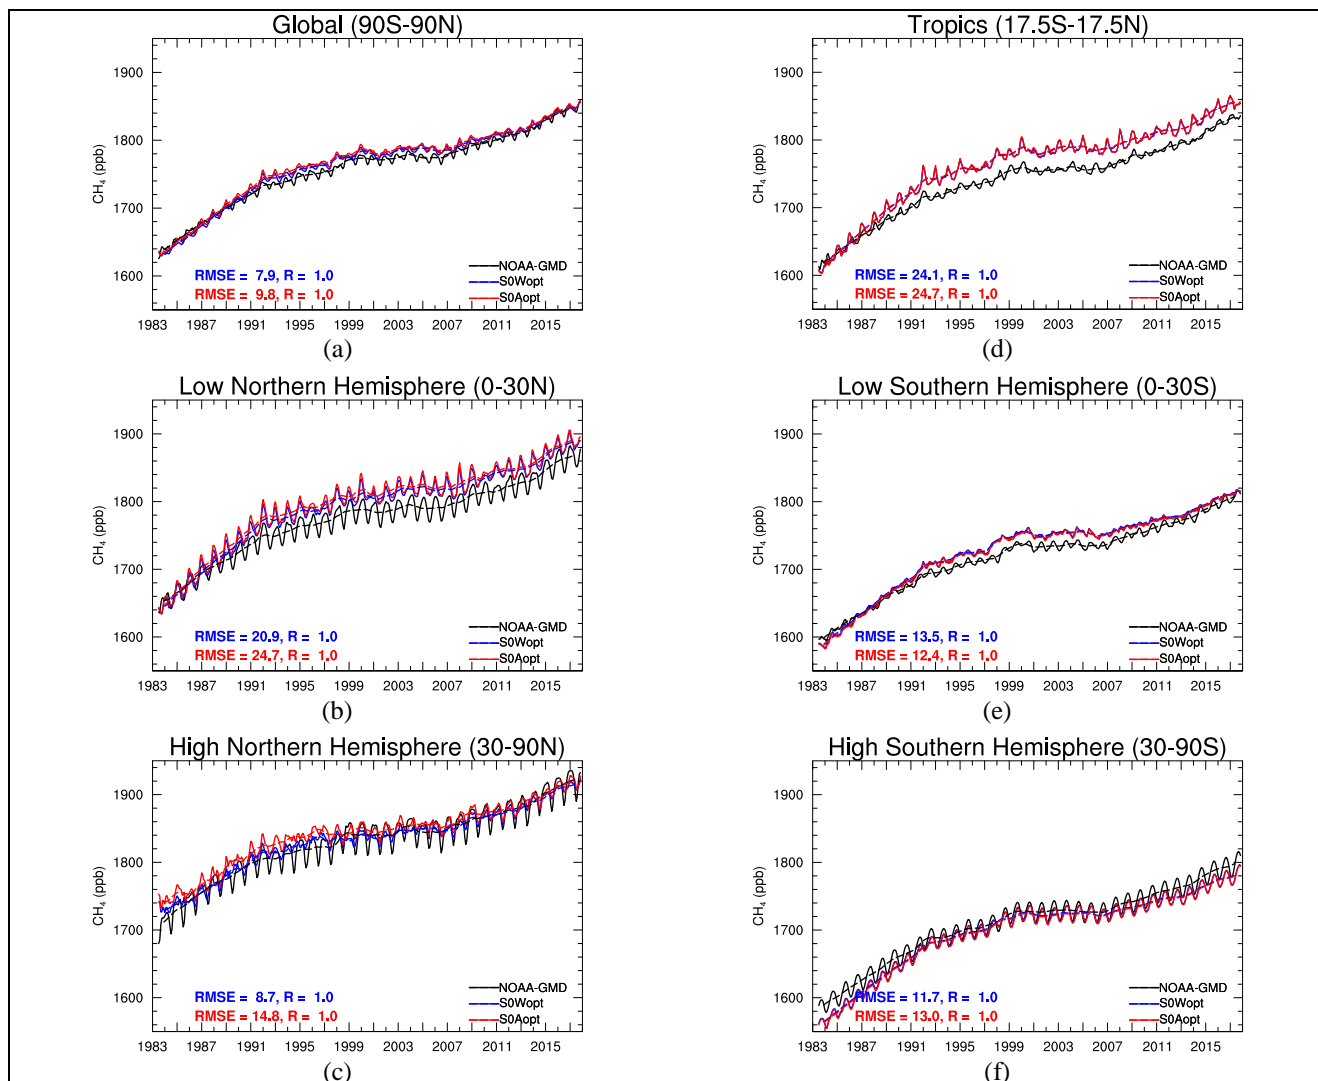 Global (90S-90N)
CH4 (ppb)
1900
1800
1700
1600
RMSE = 7.9, R = 1.0
RMSE = 9.8, R = 1.0
NOAA-GMD
S0Wopt
S0Aopt
1983 1987 1991 1995 1999 2003 2007 2011 2015
(a)
Tropics (17.5S-17.5N)
CH4 (ppb)
1900
1800
1700
1600
RMSE = 24.1, R = 1.0
RMSE = 24.7, R = 1.0
NOAA-GMD
S0Wopt
S0Aopt
1983 1987 1991 1995 1999 2003 2007 2011 2015
(d)
Low Northern Hemisphere (0-30N)
CH4 (ppb)
1900
1800
1700
1600
RMSE = 20.9, R = 1.0
RMSE = 24.7, R = 1.0
NOAA-GMD
S0Wopt
S0Aopt
1983 1987 1991 1995 1999 2003 2007 2011 2015
(b)
Low Southern Hemisphere (0-30S)
CH4 (ppb)
1900
1800
1700
1600
RMSE = 13.5, R = 1.0
RMSE = 12.4, R = 1.0
NOAA-GMD
S0Wopt
S0Aopt
1983 1987 1991 1995 1999 2003 2007 2011 2015
(e)
High Northern Hemisphere (30-90N)
CH4 (ppb)
1900
1800
1700
1600
RMSE = 8.7, R = 1.0
RMSE = 14.8, R = 1.0
NOAA-GMD
S0Wopt
S0Aopt
1983 1987 1991 1995 1999 2003 2007 2011 2015
(c)
High Southern Hemisphere (30-90S)
CH4 (ppb)
1900
1800
1700
1600
RMSE = 11.7, R = 1.0
RMSE = 13.0, R = 1.0
NOAA-GMD
S0Wopt
S0Aopt
1983 1987 1991 1995 1999 2003 2007 2011 2015
(f)